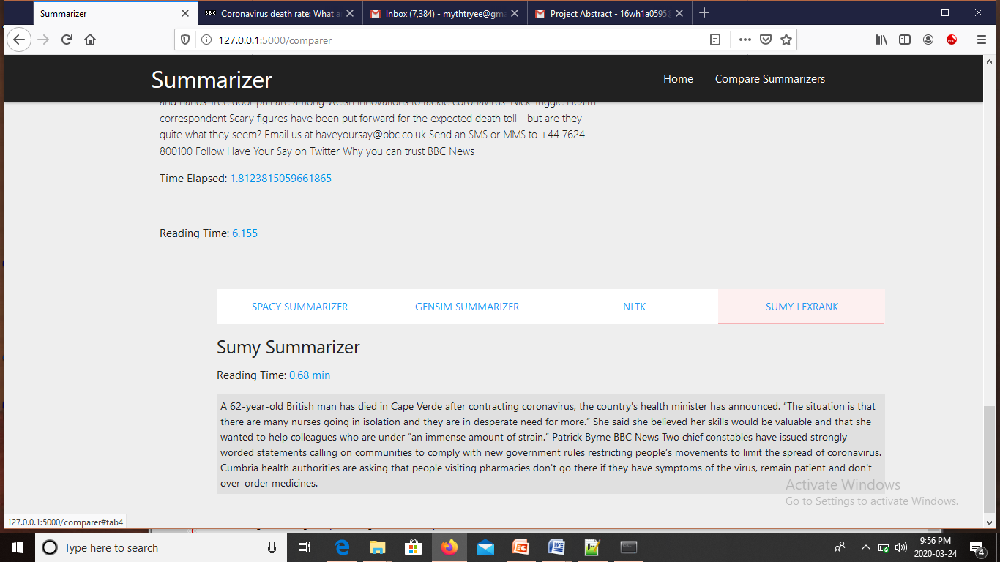 Summarizer
BBC Coronavirus death rate: What a
Inbox (7,384) - mythtryee@gma
Project Abstract - 16wh1a0595@
127.0.0.1:5000/comparer
Summarizer
Home
Compare Summarizers
and hands-free door pull are among Welsh innovations to tackle coronavirus. Nick Triggle Health
correspondent Scary figures have been put forward for the expected death toll - but are they
quite what they seem? Email us at haveyoursay@bbc.co.uk Send an SMS or MMS to +44 7624
800100 Follow Have Your Say on Twitter Why you can trust BBC News
Time Elapsed: 1.8123815059661865
Reading Time: 6.155
SPACY SUMMARIZER
GENSIM SUMMARIZER
NLTK
SUMY LEXRANK
Sumy Summarizer
Reading Time: 0.68 min
A 62-year-old British man has died in Cape Verde after contracting coronavirus, the country's health minister has announced. “The situation is that
there are many nurses going in isolation and they are in desperate need for more.” She said she believed her skills would be valuable and that she
wanted to help colleagues who are under “an immense amount of strain.” Patrick Byrne BBC News Two chief constables have issued strongly-
worded statements calling on communities to comply with new government rules restricting people’s movements to limit the spread of coronavirus.
Cumbria health authorities are asking that people visiting pharmacies don't go there if they have symptoms of the virus, remain patient and don't
over-order medicines.
Activate Windows
Go to Settings to activate Windows.
127.0.0.1:5000/comparer#tab4
Type here to search
9:56 PM
2020-03-24
4